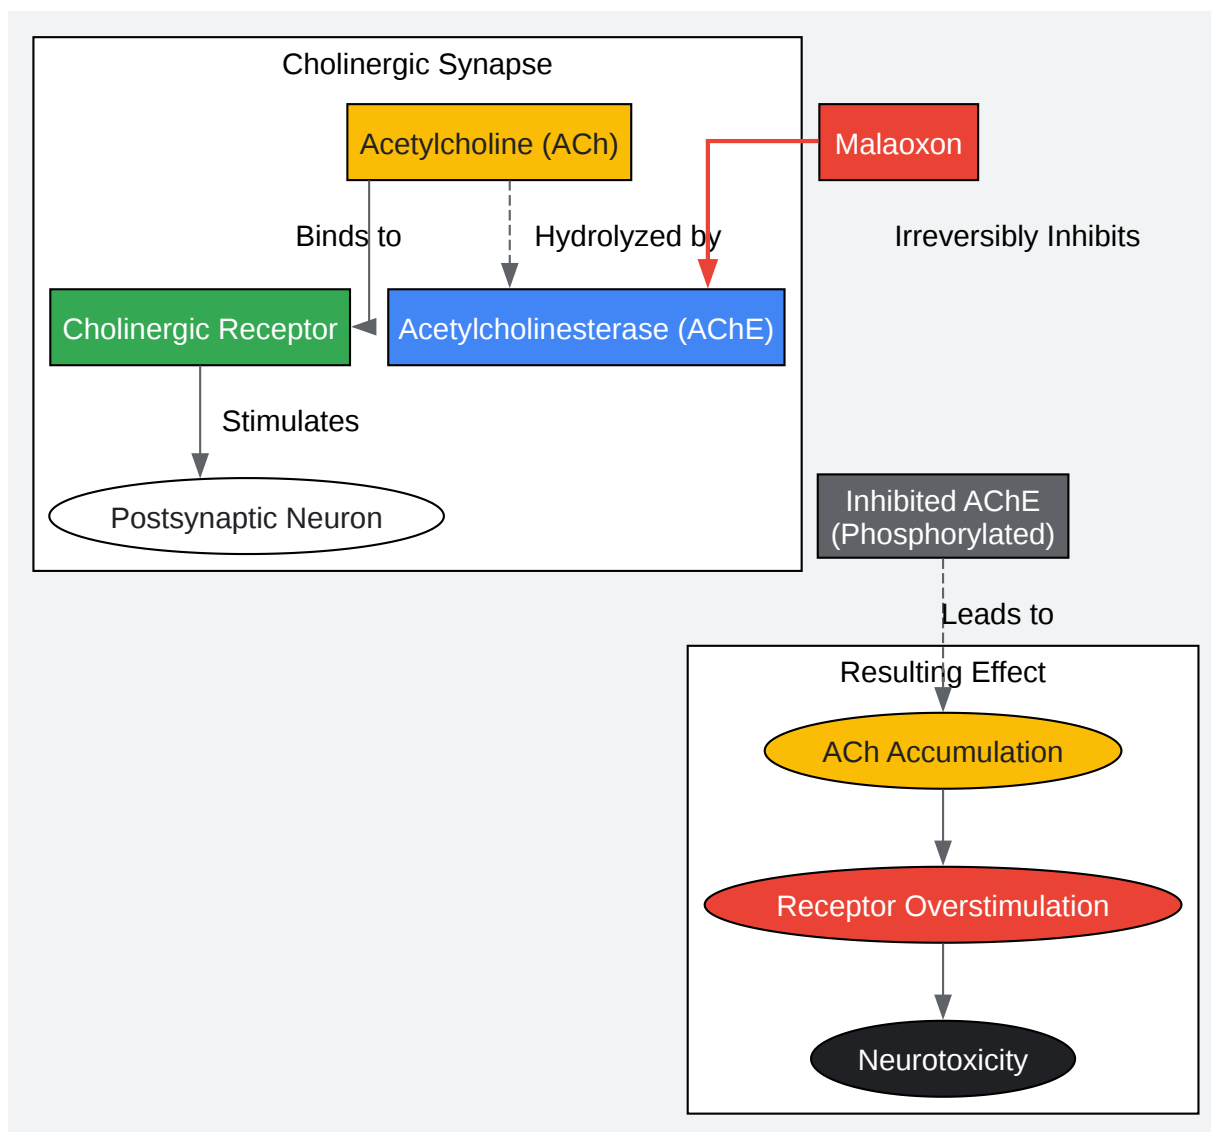 Cholinergic Synapse
Acetylcholine (ACh)
Malaoxon
Binds to
Hydrolyzed by
Irreversibly Inhibits
Cholinergic Receptor
Acetylcholinesterase (AChE)
Stimulates
Postsynaptic Neuron
Inhibited AChE
(Phosphorylated)
Leads to
Resulting Effect
ACh Accumulation
Receptor Overstimulation
Neurotoxicity